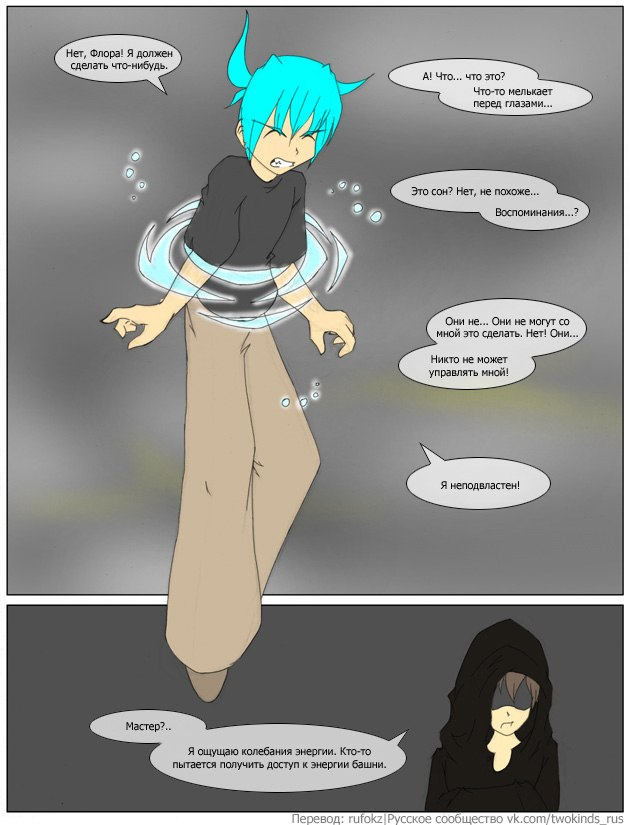 Нет, Флора! Я должен
сделать что-нибудь.
А! Что... что это?
Что-то мелькает
перед глазами...
Это сон? Нет, не похоже...
Воспоминания...?
Они не... Они не могут со
мной это сделать. Нет! Они...
Никто не может
управлять мной!
Я неподвластен!
Мастер?..
Я ощущаю колебания энергии. Кто-то
пытается получить доступ к энергии башни.
Перевод: rufokz|Русское сообщество vk.com/twokinds_rus